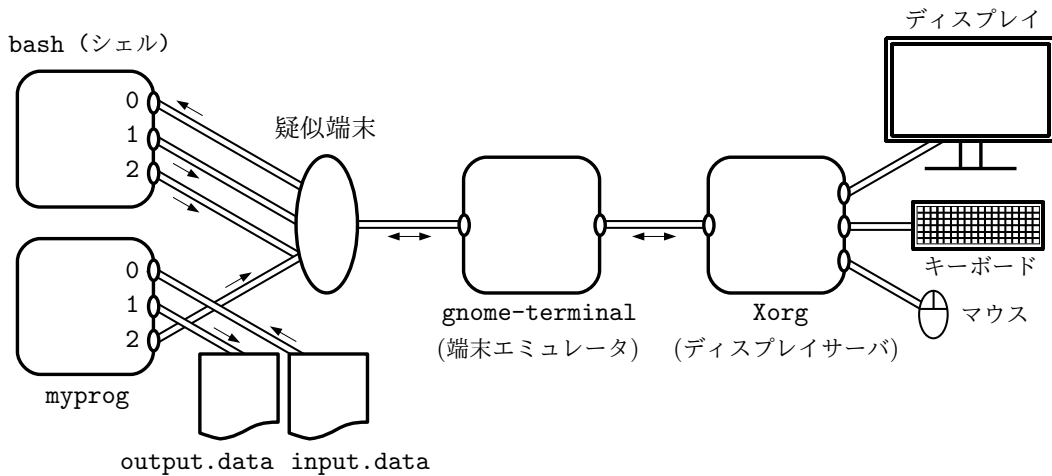 ディスプレイ
bash (シェル)
0
1
2
疑似端末
0
1
2
キーボード
マウス
gnome-terminal
(端末エミュレータ)
Xorg
(ディスプレイサーバ)
myprog
output.data
input.data